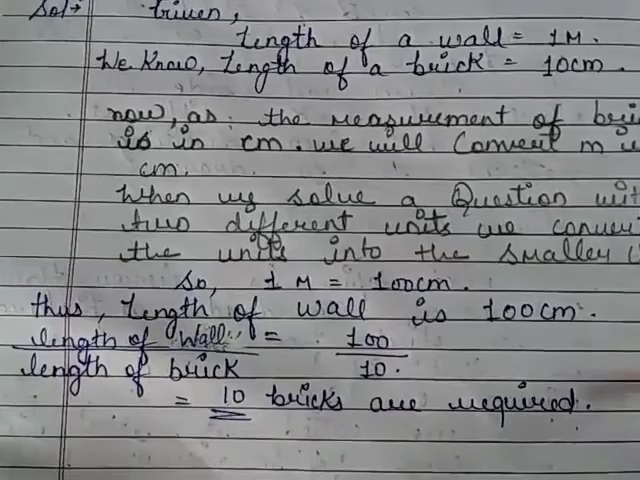 Sol→ Given,
Length of a wall = 1M.
We Know, Length of a brick = 10cm.
now, as the measurement of
is in cm. we will Convert m
cm.
When we solve a Question
two different units we
the units into the smaller
So, 1 M = 100cm.
thus, Length of wall is 100cm.
length of wall = 100
length of brick 10.
= 10 bricks are required.